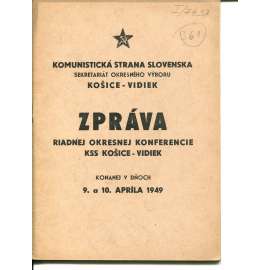 KOMUNISTICKÁ STRANA SLOVENSKA
SEKRETARIÁT OKRESNÉHO VÝBORU
KOŠICE - VIDIEK
ZPRÁVA
RIADNEJ OKRESNEJ KONFERENCIE
KSS KOŠICE - VIDIEK
KONANEJ V DŇOCH
9. a 10. APRÍLA 1949